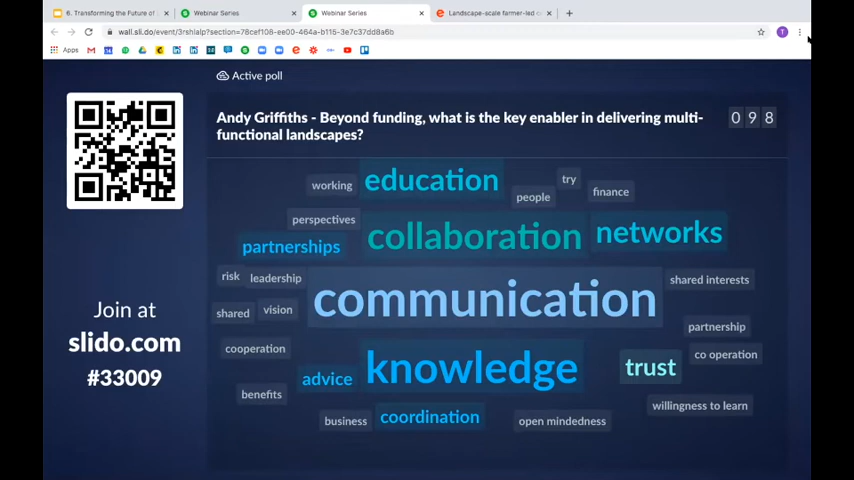 6. Transforming the Future of
Webinar Series
Webinar Series
Landscape-scale farmer-led c
wall.sli.do/event/3rshialp?section=78cef108-ee00-464a-b115-3e7c37dd8a6b
T
Apps
Active poll
Andy Griffiths - Beyond funding, what is the key enabler in delivering multi-
functional landscapes?
0 9 8
working
education
try
people
finance
perspectives
partnerships
collaboration
networks
risk
leadership
communication
shared interests
shared
vision
partnership
cooperation
co operation
advice
knowledge
trust
benefits
willingness to learn
business
coordination
open mindedness
Join at
slido.com
#33009